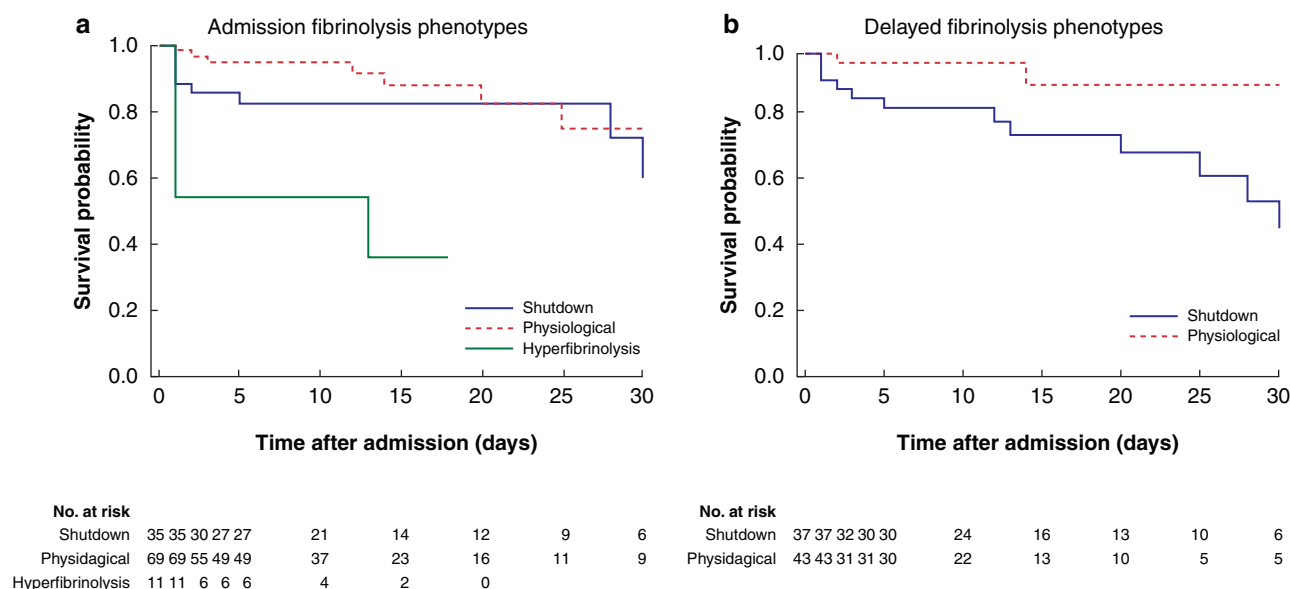 a Admission fibrinolysis phenotypes
1.0
0.8
0.6
0.4
0.2
0.0
Survival probability
Shutdown
Physiological
Hyperfibrinolysis
0 5 10 15 20 25 30
Time after admission (days)
No. at risk
Shutdown 35 35 30 27 27 21 14 12 9 6
Physidagical 69 69 55 49 49 37 23 16 11 9
Hyperfibrinolysis 11 11 6 6 6 4 2 0
b Delayed fibrinolysis phenotypes
1.0
0.8
0.6
0.4
0.2
0.0
Survival probability
Shutdown
Physiological
0 5 10 15 20 25 30
Time after admission (days)
No. at risk
Shutdown 37 37 32 30 30 24 16 13 10 6
Physidagical 43 43 31 31 30 22 13 10 5 5